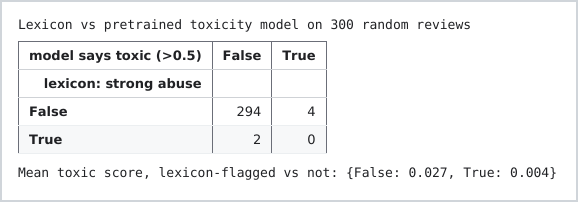 Lexicon vs pretrained toxicity model on 300 random reviews
model says toxic (>0.5) False True
lexicon: strong abuse
False 294 4
True 2 0
Mean toxic score, lexicon-flagged vs not: {False: 0.027, True: 0.004}